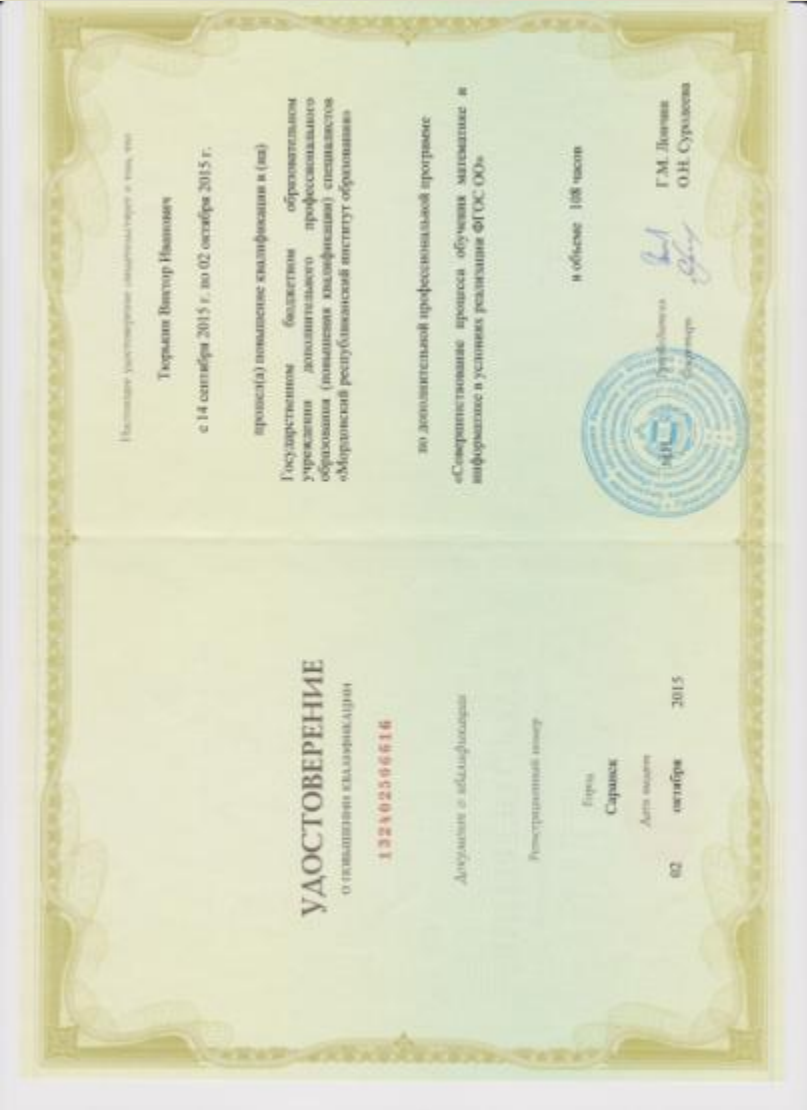 УДОСТОВЕРЕНИЕ
О ПОВЫШЕНИИ КВАЛИФИКАЦИИ
132402566616
Документ о квалификации
Регистрационный номер
Город
Саранск
Дата выдачи
02 октября 2015
Настоящее удостоверение свидетельствует о том, что
Тюрькин Виктор Иванович
с 14 сентября 2015 г. по 02 октября 2015 г.
прошел(а) повышение квалификации в (на)
Государственном бюджетном образовательном
учреждении дополнительного профессионального
образования (повышения квалификации) специалистов
«Мордовский республиканский институт образования»
по дополнительной профессиональной программе
«Совершенствование процесса обучения математике и
информатике в условиях реализации ФГОС ОО»
в объеме 108 часов
М.П.
Руководитель Г.М. Лончин
Секретарь О.Н. Суродеева